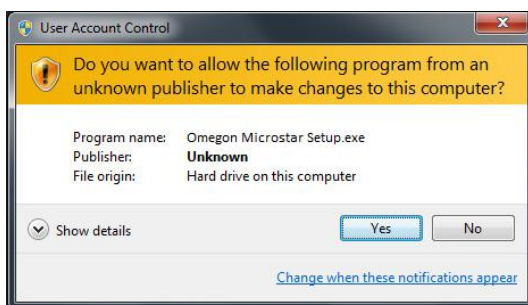 User Account Control
Do you want to allow the following program from an
unknown publisher to make changes to this computer?
Program name: Omegon Microstar Setup.exe
Publisher: Unknown
File origin: Hard drive on this computer
Show details
Yes
No
Change when these notifications appear